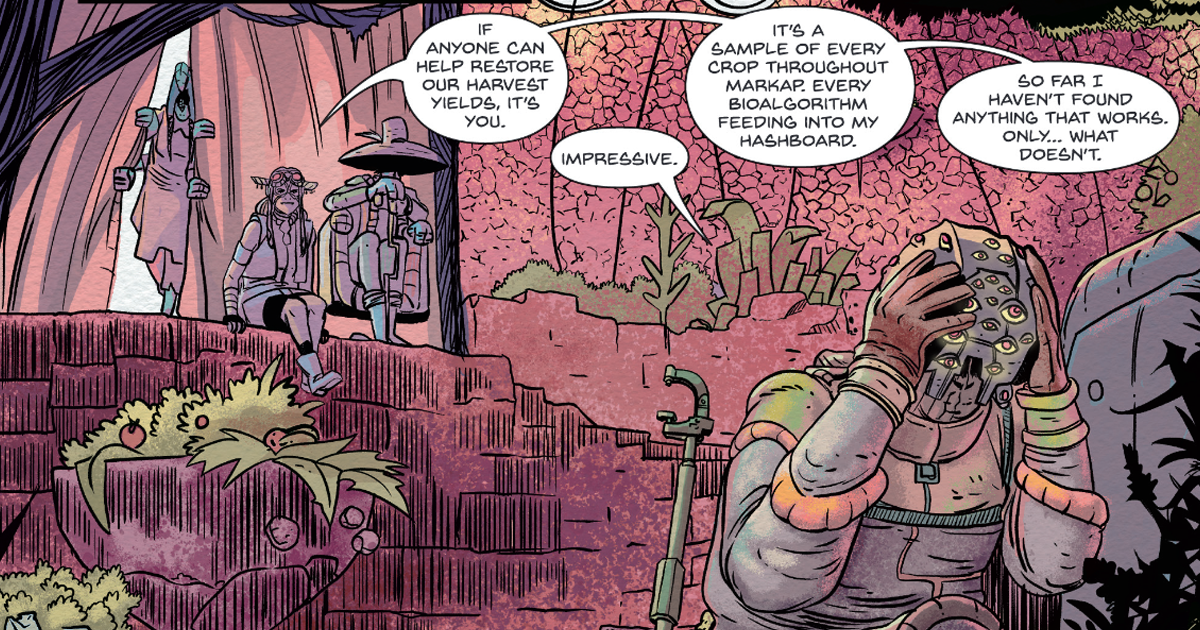 IF
ANYONE CAN
HELP RESTORE
OUR HARVEST
YIELDS, IT'S
YOU.
IT'S A
SAMPLE OF EVERY
CROP THROUGHOUT
MARKAP. EVERY
BIOALGORITHM
FEEDING INTO MY
HASHBOARD.
SO FAR I
HAVEN'T FOUND
ANYTHING THAT WORKS.
ONLY... WHAT
DOESN'T.
IMPRESSIVE.